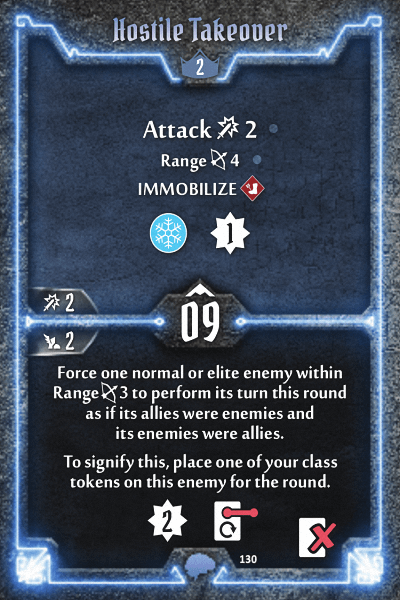 Hostile Takeover
2
Attack 2
Range 4
IMMOBILIZE
1
2
09
2
Force one normal or elite enemy within
Range 3 to perform its turn this round
as if its allies were enemies and
its enemies were allies.
To signify this, place one of your class
tokens on this enemy for the round.
2
130